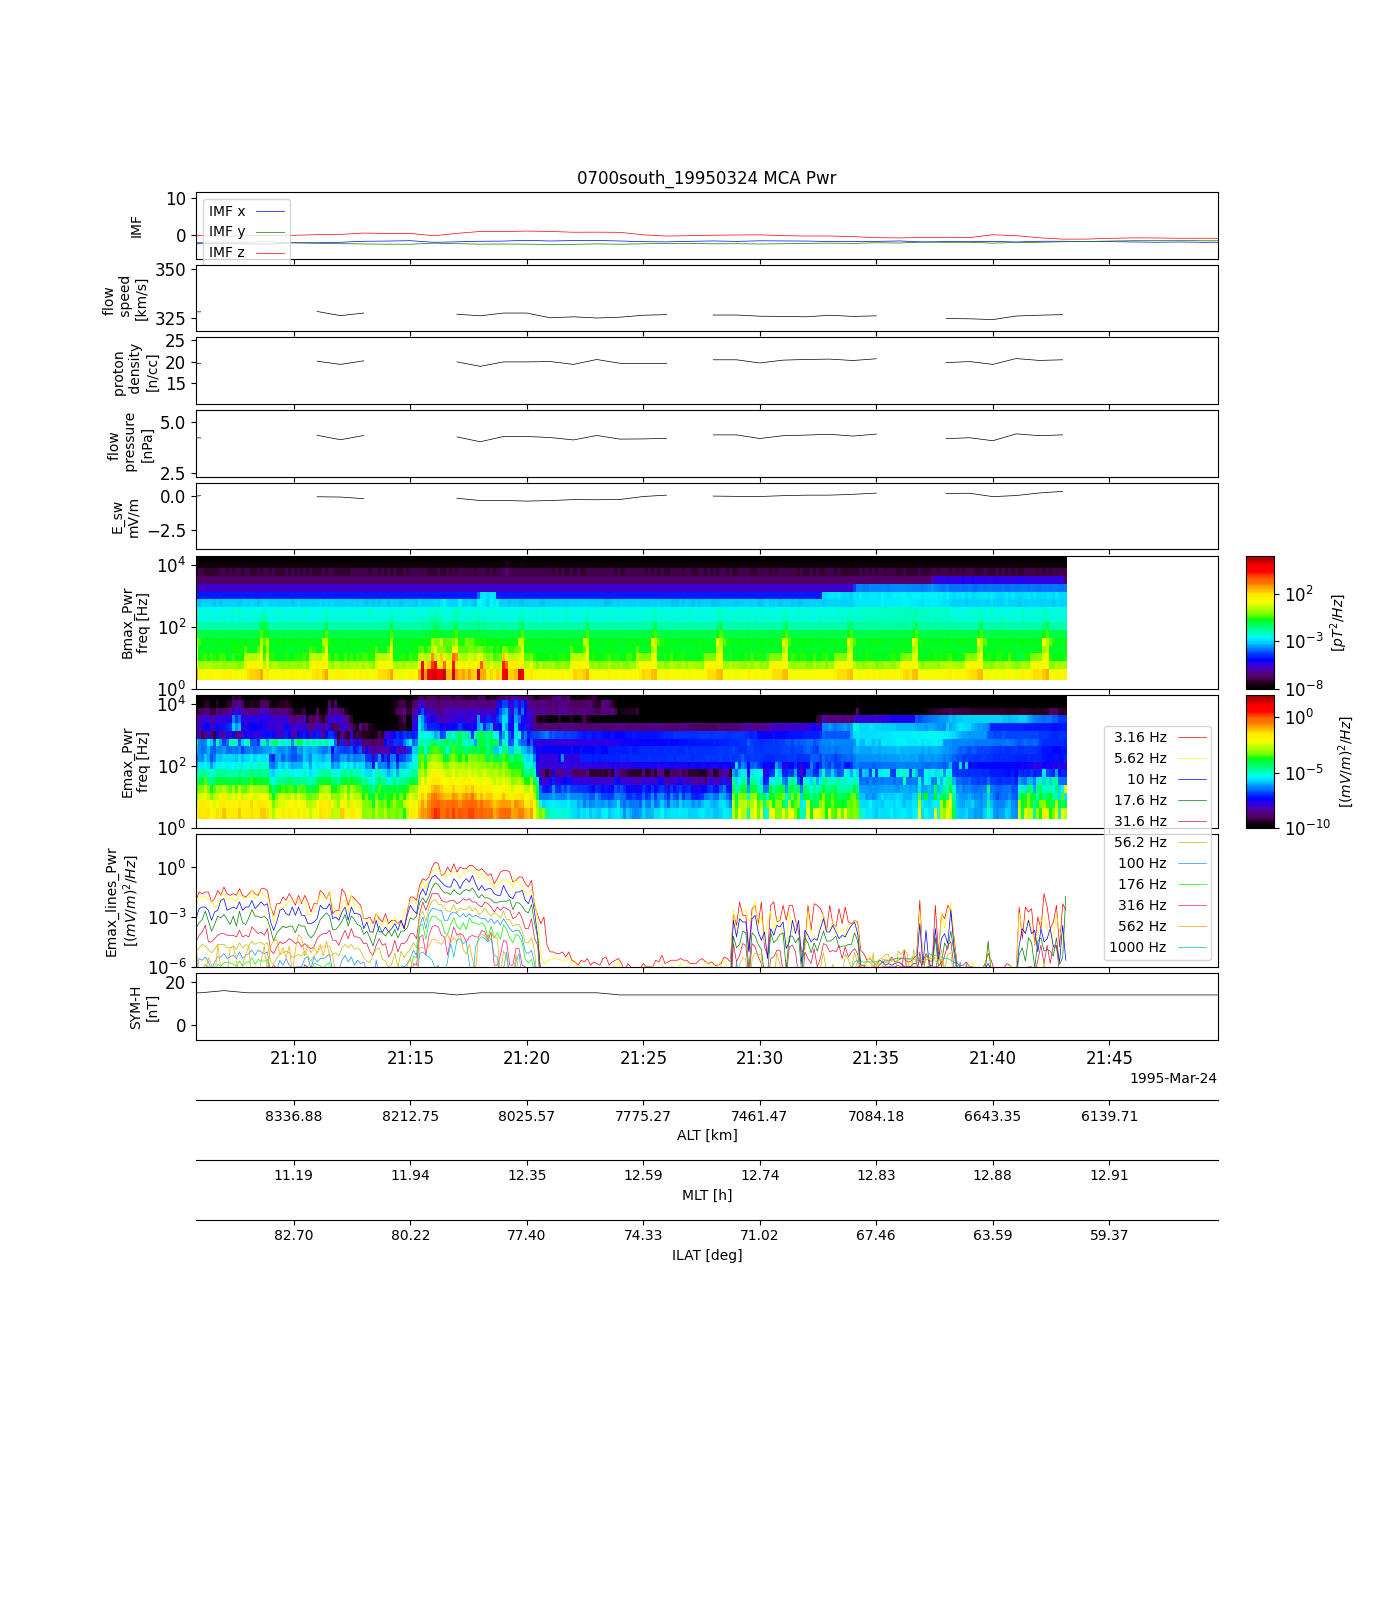 0700south_19950324 MCA Pwr
10
0
IMF
IMF x
IMF y
IMF z
350
325
flow
speed
[km/s]
25
20
15
proton
density
[n/cc]
5.0
2.5
flow
pressure
[nPa]
0.0
−2.5
E_sw
mV/m
10^4
10^2
10^0
Bmax_Pwr
freq [Hz]
10^2
10^−3
10^−8
[pT^2/Hz]
10^4
10^2
10^0
Emax_Pwr
freq [Hz]
10^0
10^−5
10^−10
[(mV/m)^2/Hz]
3.16 Hz
5.62 Hz
10 Hz
17.6 Hz
31.6 Hz
56.2 Hz
100 Hz
176 Hz
316 Hz
562 Hz
1000 Hz
10^0
10^−3
10^−6
Emax_lines_Pwr
[(mV/m)^2/Hz]
20
0
SYM-H
[nT]
21:10 21:15 21:20 21:25 21:30 21:35 21:40 21:45
1995-Mar-24
8336.88 8212.75 8025.57 7775.27 7461.47 7084.18 6643.35 6139.71
ALT [km]
11.19 11.94 12.35 12.59 12.74 12.83 12.88 12.91
MLT [h]
82.70 80.22 77.40 74.33 71.02 67.46 63.59 59.37
ILAT [deg]